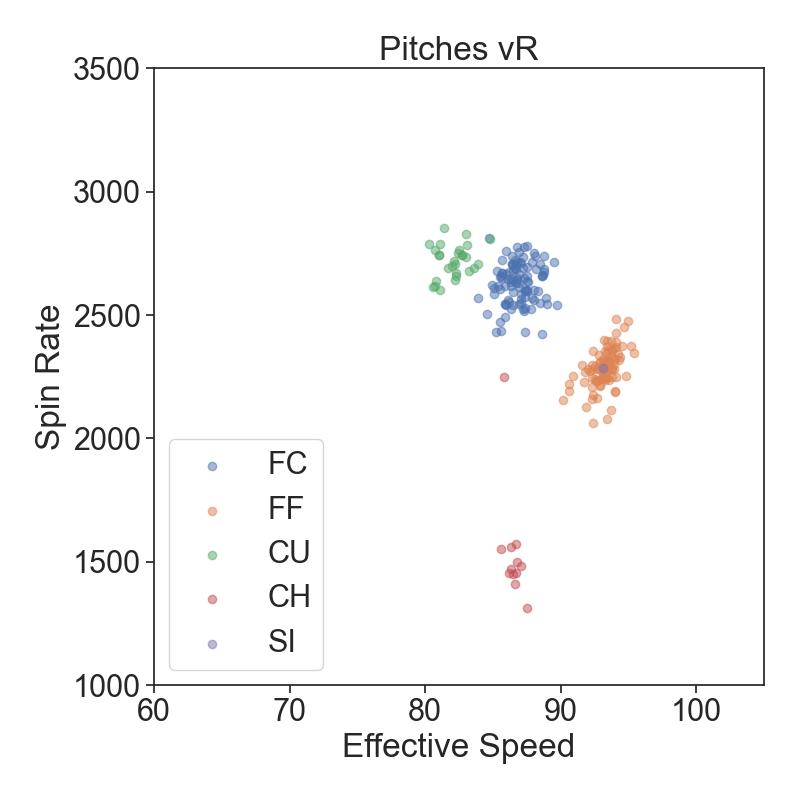 Pitches vR
3500
3000
2500
2000
1500
1000
Spin Rate
FC
FF
CU
CH
SI
60 70 80 90 100
Effective Speed